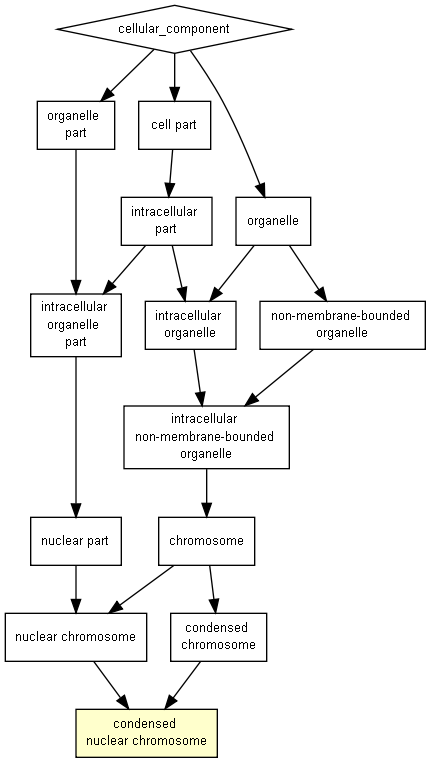 cellular_component
organelle
part
cell part
intracellular
part
organelle
intracellular
organelle
part
intracellular
organelle
non-membrane-bounded
organelle
intracellular
non-membrane-bounded
organelle
nuclear part
chromosome
nuclear chromosome
condensed
chromosome
condensed
nuclear chromosome